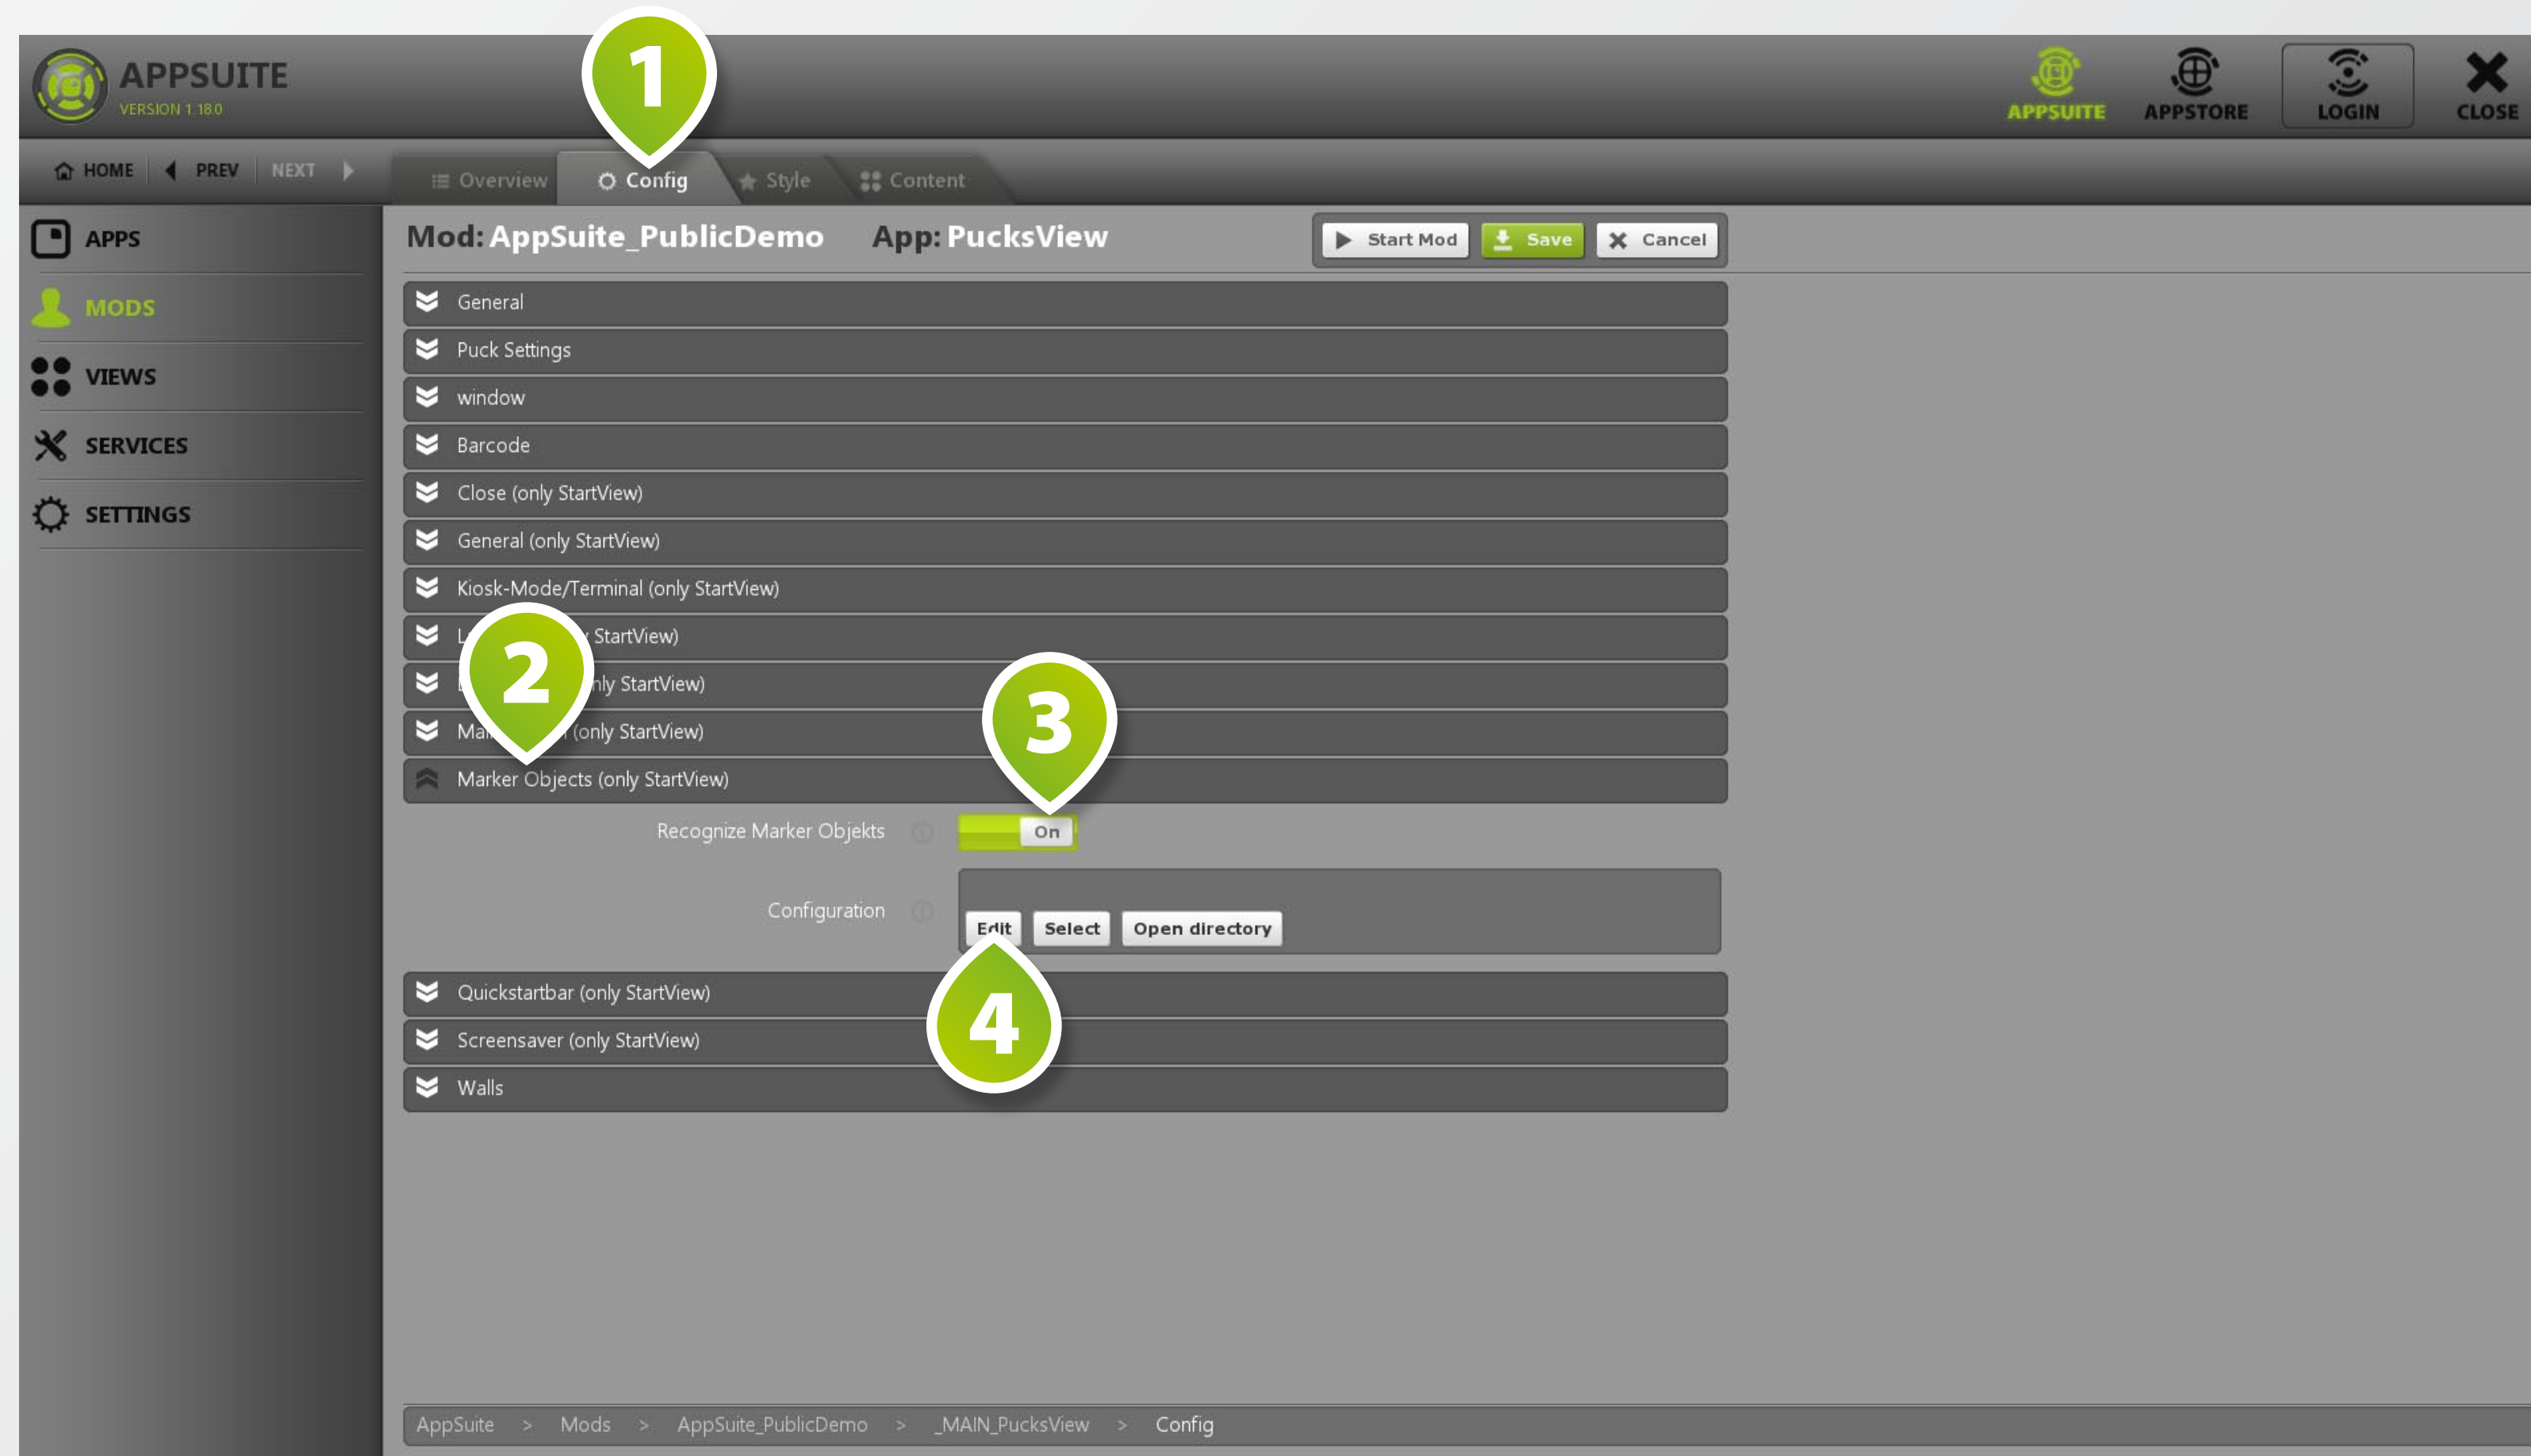 1
APPSUITE
VERSION 1.18.0
APPSUITE
APPSTORE
LOGIN
CLOSE
HOME
PREV
NEXT
Overview
Config
Style
Content
APPS
MODS
VIEWS
SERVICES
SETTINGS
Mod: AppSuite_PublicDemo App: PucksView
Start Mod
Save
Cancel
General
Puck Settings
window
Barcode
Close (only StartView)
General (only StartView)
Kiosk-Mode/Terminal (only StartView)
StartView)
2
StartView)
3
(only StartView)
Marker Objects (only StartView)
Recognize Marker Objekts
On
Configuration
Edit
Select
Open directory
Quickstartbar (only StartView)
4
Screensaver (only StartView)
Walls
AppSuite > Mods > AppSuite_PublicDemo > _MAIN_PucksView > Config